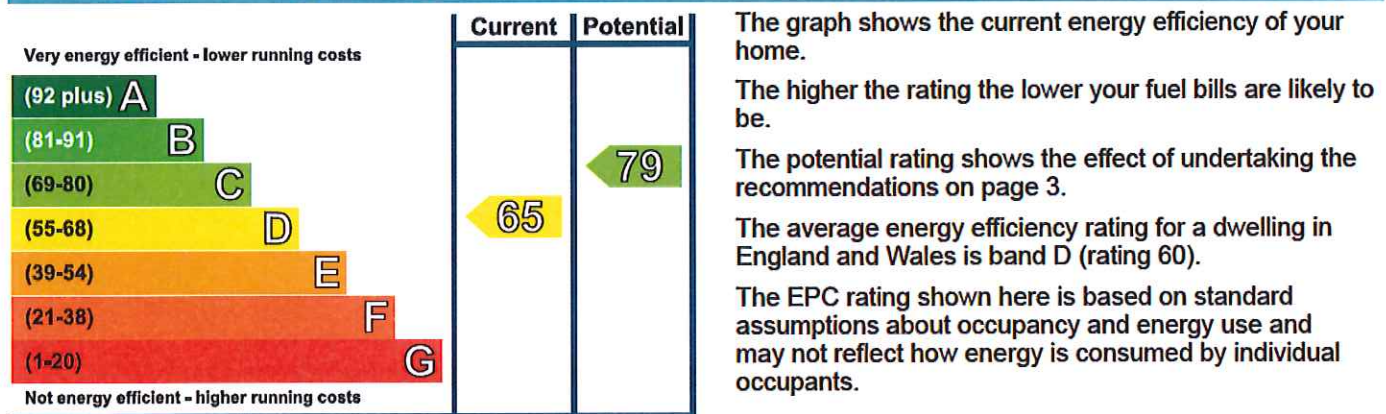 Current Potential
Very energy efficient - lower running costs
(92 plus) A
(81-91) B
(69-80) C
(55-68) D
(39-54) E
(21-38) F
(1-20) G
Not energy efficient - higher running costs
65
79
The graph shows the current energy efficiency of your
home.
The higher the rating the lower your fuel bills are likely to
be.
The potential rating shows the effect of undertaking the
recommendations on page 3.
The average energy efficiency rating for a dwelling in
England and Wales is band D (rating 60).
The EPC rating shown here is based on standard
assumptions about occupancy and energy use and
may not reflect how energy is consumed by individual
occupants.